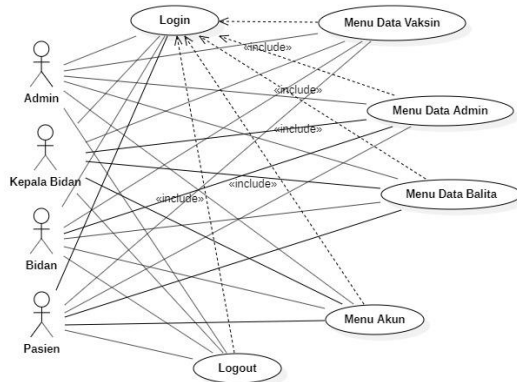 Login
Menu Data Vaksin
«include»
Admin
Menu Data Admin
«include»
Kepala Bidan
«include»
Menu Data Balita
«include»
Bidan
Menu Akun
Pasien
Logout